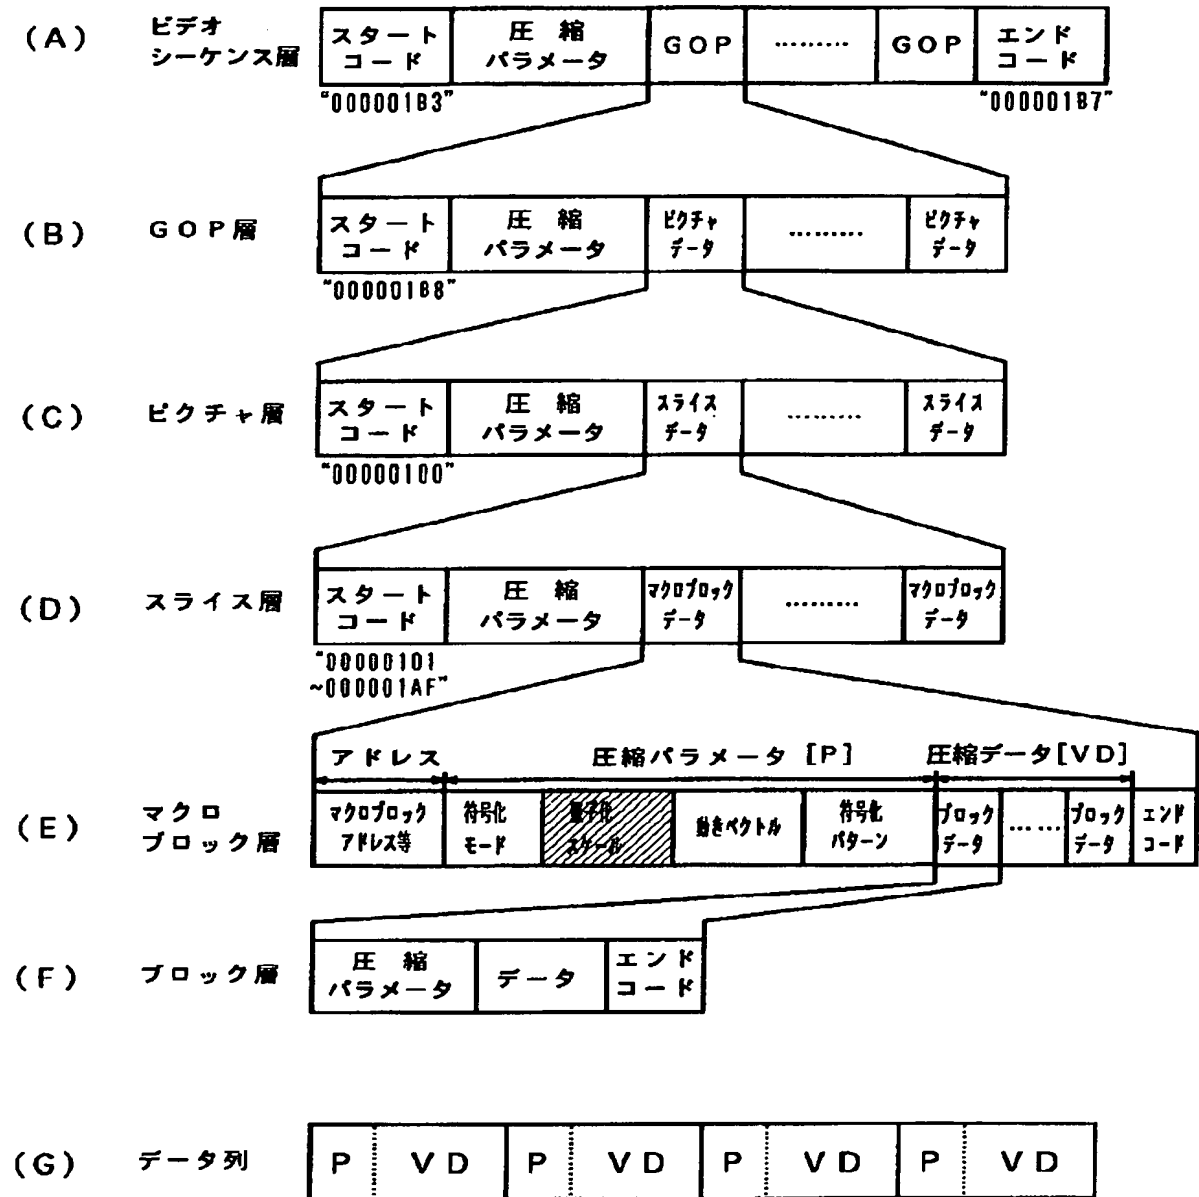 (A)
ビデオ
シーケンス層
スタート
コード
圧縮
パラメータ
GOP
………
GOP
エンド
コード
"000001B3"
"000001B7"
(B)
GOP層
スタート
コード
圧縮
パラメータ
ピクチャ
データ
………
ピクチャ
データ
"000001B8"
(C)
ピクチャ層
スタート
コード
圧縮
パラメータ
スライス
データ
………
スライス
データ
"00000100"
(D)
スライス層
スタート
コード
圧縮
パラメータ
マクロブロック
データ
………
マクロブロック
データ
"00000101
~000001AF"
アドレス
圧縮パラメータ[P]
圧縮データ[VD]
(E)
マクロ
ブロック層
マクロブロック
アドレス等
符号化
モード
量子化
スケール
動きベクトル
符号化
パターン
ブロック
データ
……
ブロック
データ
エンド
コード
(F)
ブロック層
圧縮
パラメータ
データ
エンド
コード
(G)
データ列
P VD P VD P VD P VD